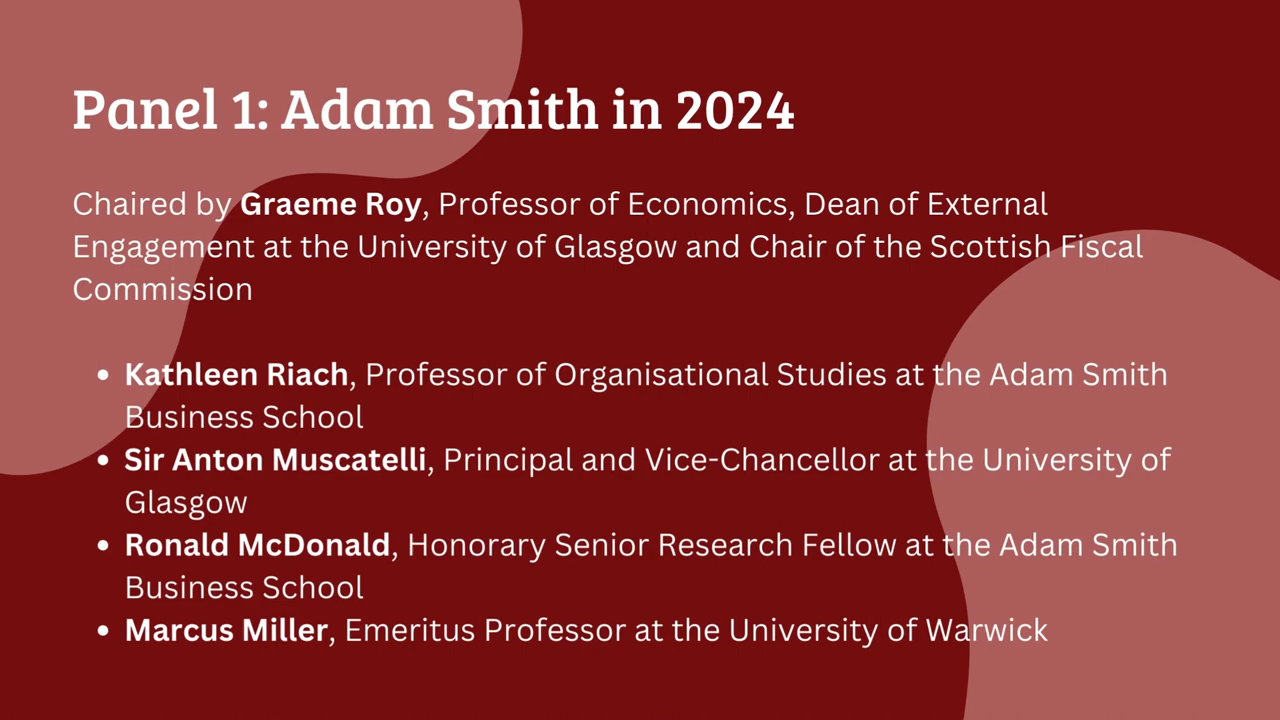 Panel 1: Adam Smith in 2024
Chaired by Graeme Roy, Professor of Economics, Dean of External
Engagement at the University of Glasgow and Chair of the Scottish Fiscal
Commission
• Kathleen Riach, Professor of Organisational Studies at the Adam Smith
Business School
• Sir Anton Muscatelli, Principal and Vice-Chancellor at the University of
Glasgow
• Ronald McDonald, Honorary Senior Research Fellow at the Adam Smith
Business School
• Marcus Miller, Emeritus Professor at the University of Warwick